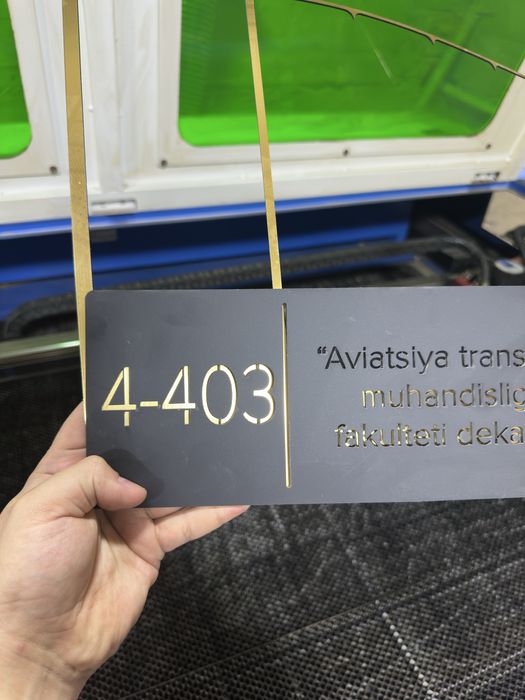 4-403
“Aviatsiya trans
muhandislig
fakulteti deka